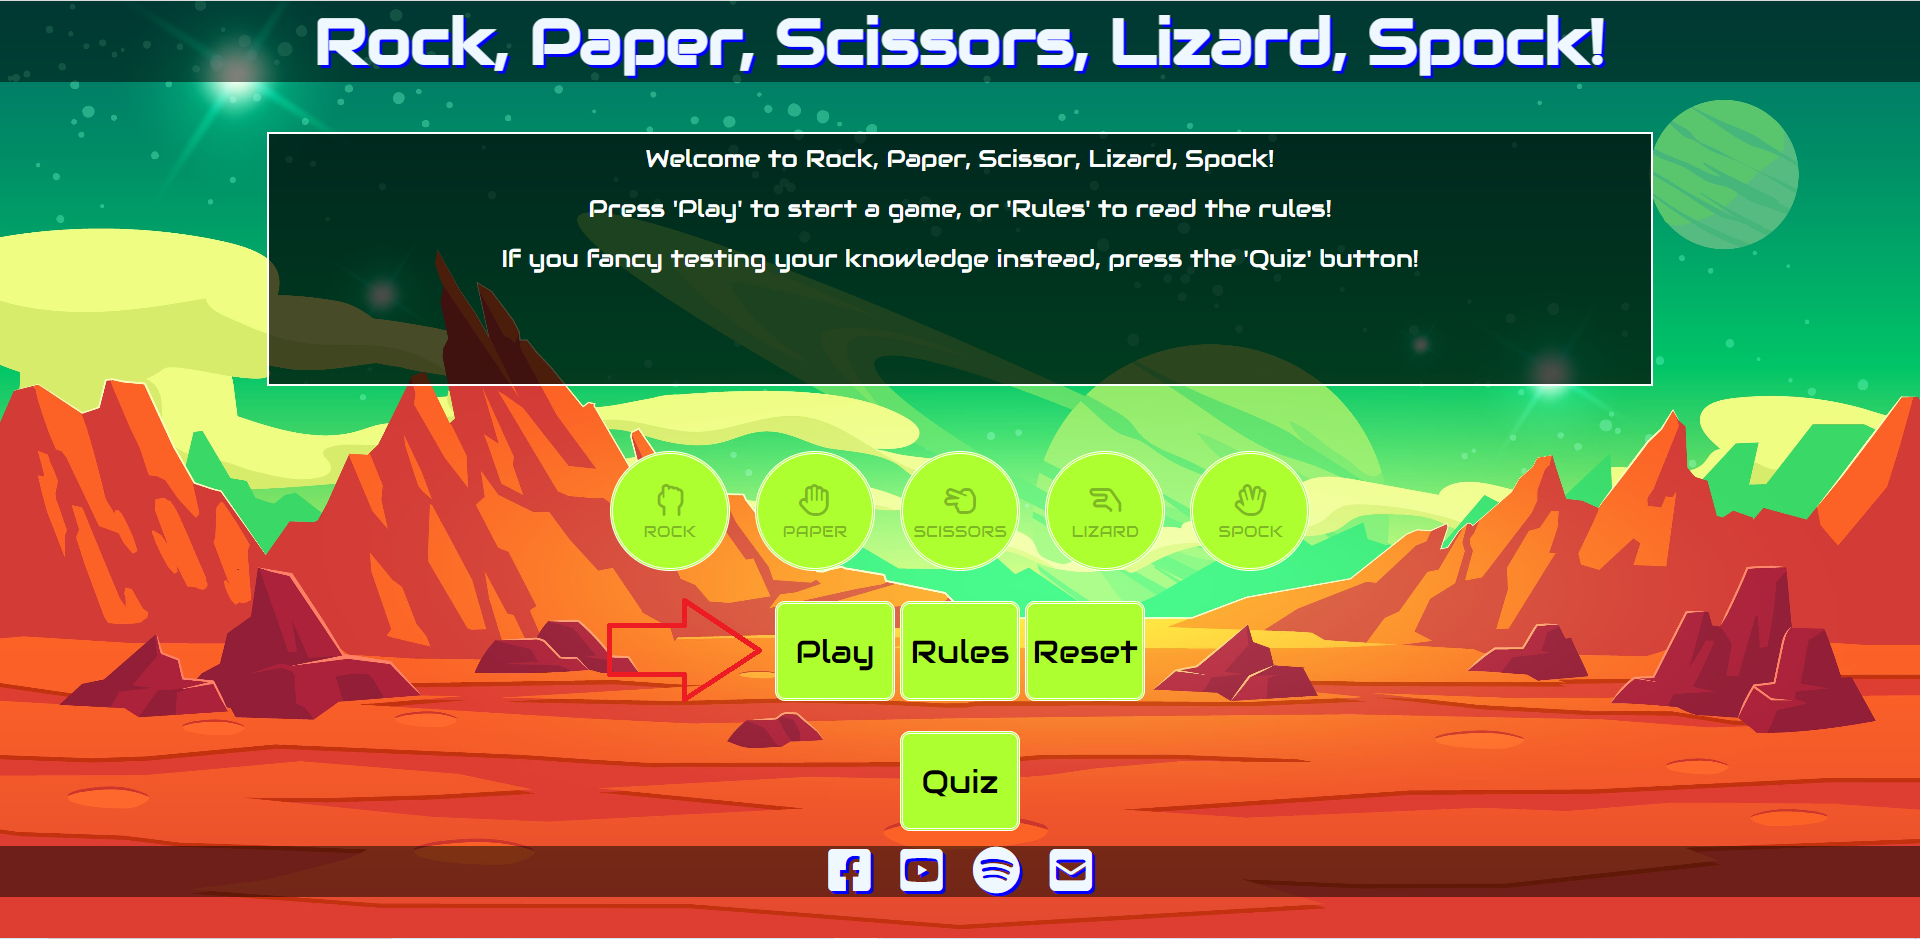 Rock, Paper, Scissors, Lizard, Spock!
Welcome to Rock, Paper, Scissor, Lizard, Spock!
Press 'Play' to start a game, or 'Rules' to read the rules!
If you fancy testing your knowledge instead, press the 'Quiz' button!
ROCK PAPER SCISSORS LIZARD SPOCK
Play Rules Reset
Quiz